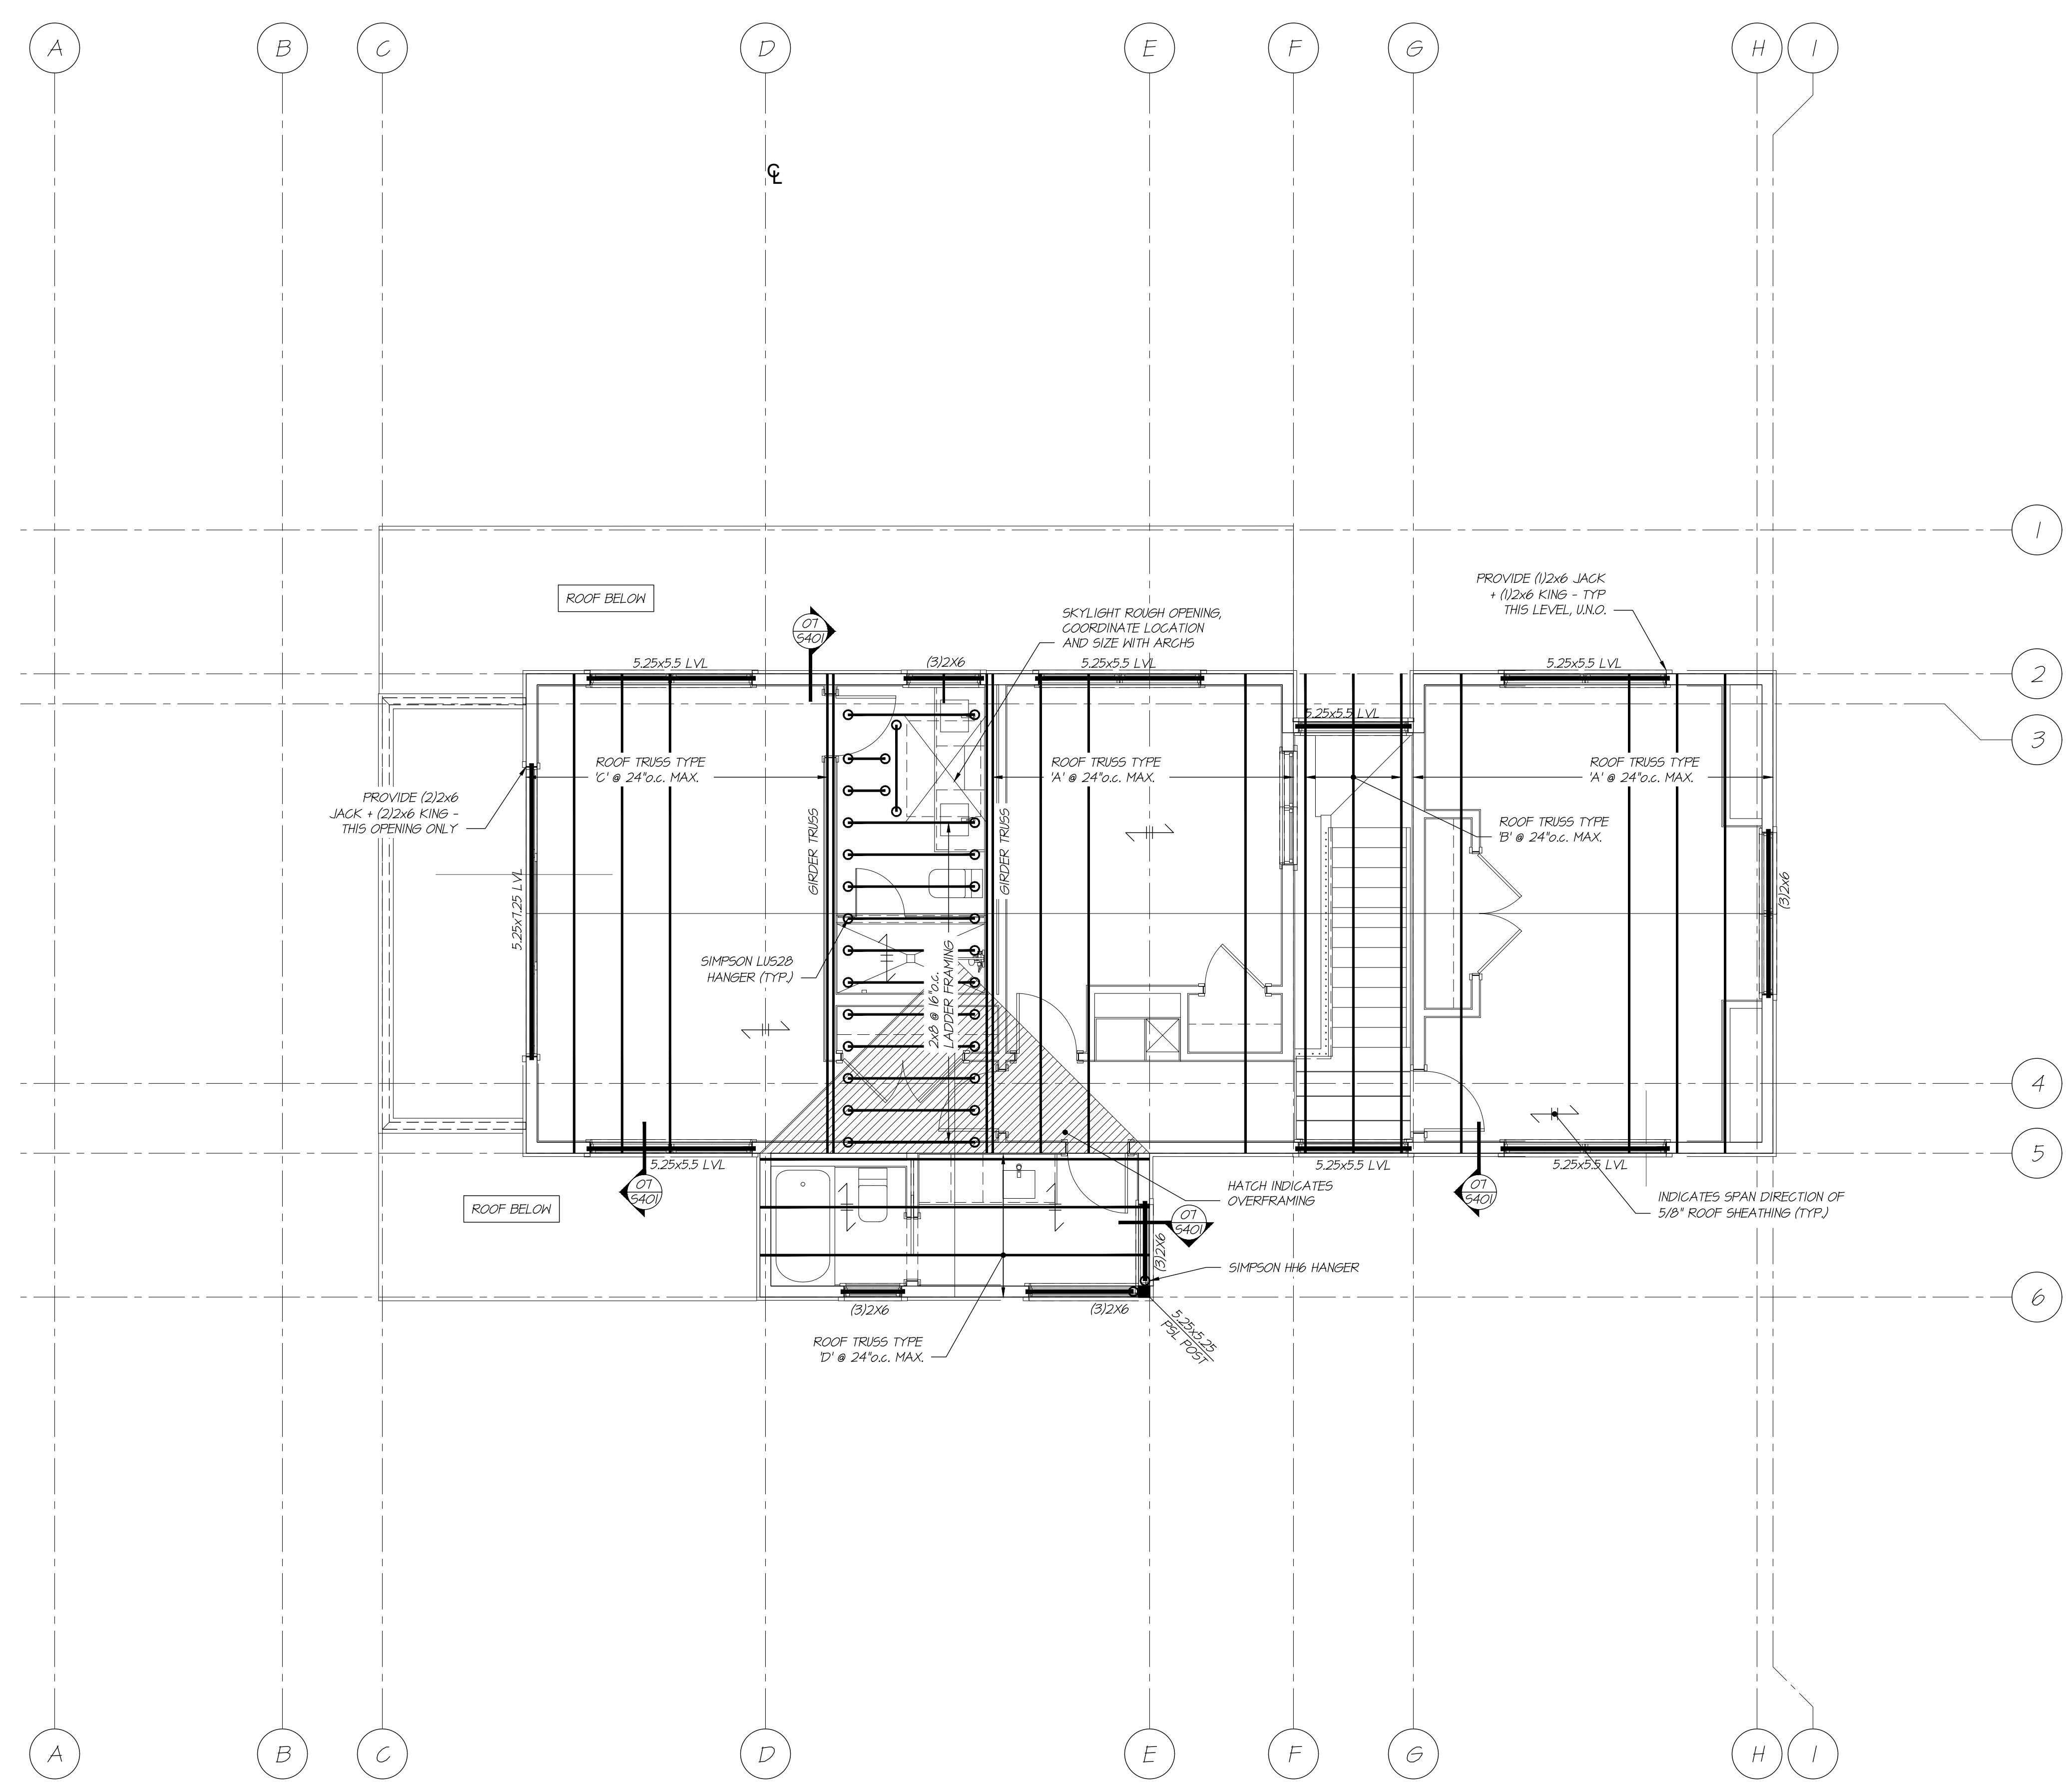 A
B
C
D
E
F
G
H
I
℄
1
ROOF BELOW
07
S401
SKYLIGHT ROUGH OPENING,
COORDINATE LOCATION
AND SIZE WITH ARCHS
PROVIDE (1)2x6 JACK
+ (1)2x6 KING - TYP
THIS LEVEL, U.N.O.
5.25x5.5 LVL
(3)2X6
5.25x5.5 LVL
5.25x5.5 LVL
2
5.25x5.5 LVL
3
ROOF TRUSS TYPE
'C' @ 24"o.c. MAX.
ROOF TRUSS TYPE
'A' @ 24"o.c. MAX.
ROOF TRUSS TYPE
'A' @ 24"o.c. MAX.
PROVIDE (2)2x6
JACK + (2)2x6 KING -
THIS OPENING ONLY
GIRDER TRUSS
GIRDER TRUSS
ROOF TRUSS TYPE
'B' @ 24"o.c. MAX.
5.25x7.25 LVL
(3)2x6
SIMPSON LUS28
HANGER (TYP.)
2x8 @ 16"o.c.
LADDER FRAMING
4
5
5.25x5.5 LVL
5.25x5.5 LVL
5.25x5.5 LVL
07
S401
07
S401
ROOF BELOW
HATCH INDICATES
OVERFRAMING
INDICATES SPAN DIRECTION OF
5/8" ROOF SHEATHING (TYP.)
07
S401
(3)2X6
SIMPSON HH6 HANGER
6
(3)2X6
(3)2X6
5.25x5.25
PSL POST
ROOF TRUSS TYPE
'D' @ 24"o.c. MAX.
A
B
C
D
E
F
G
H
I